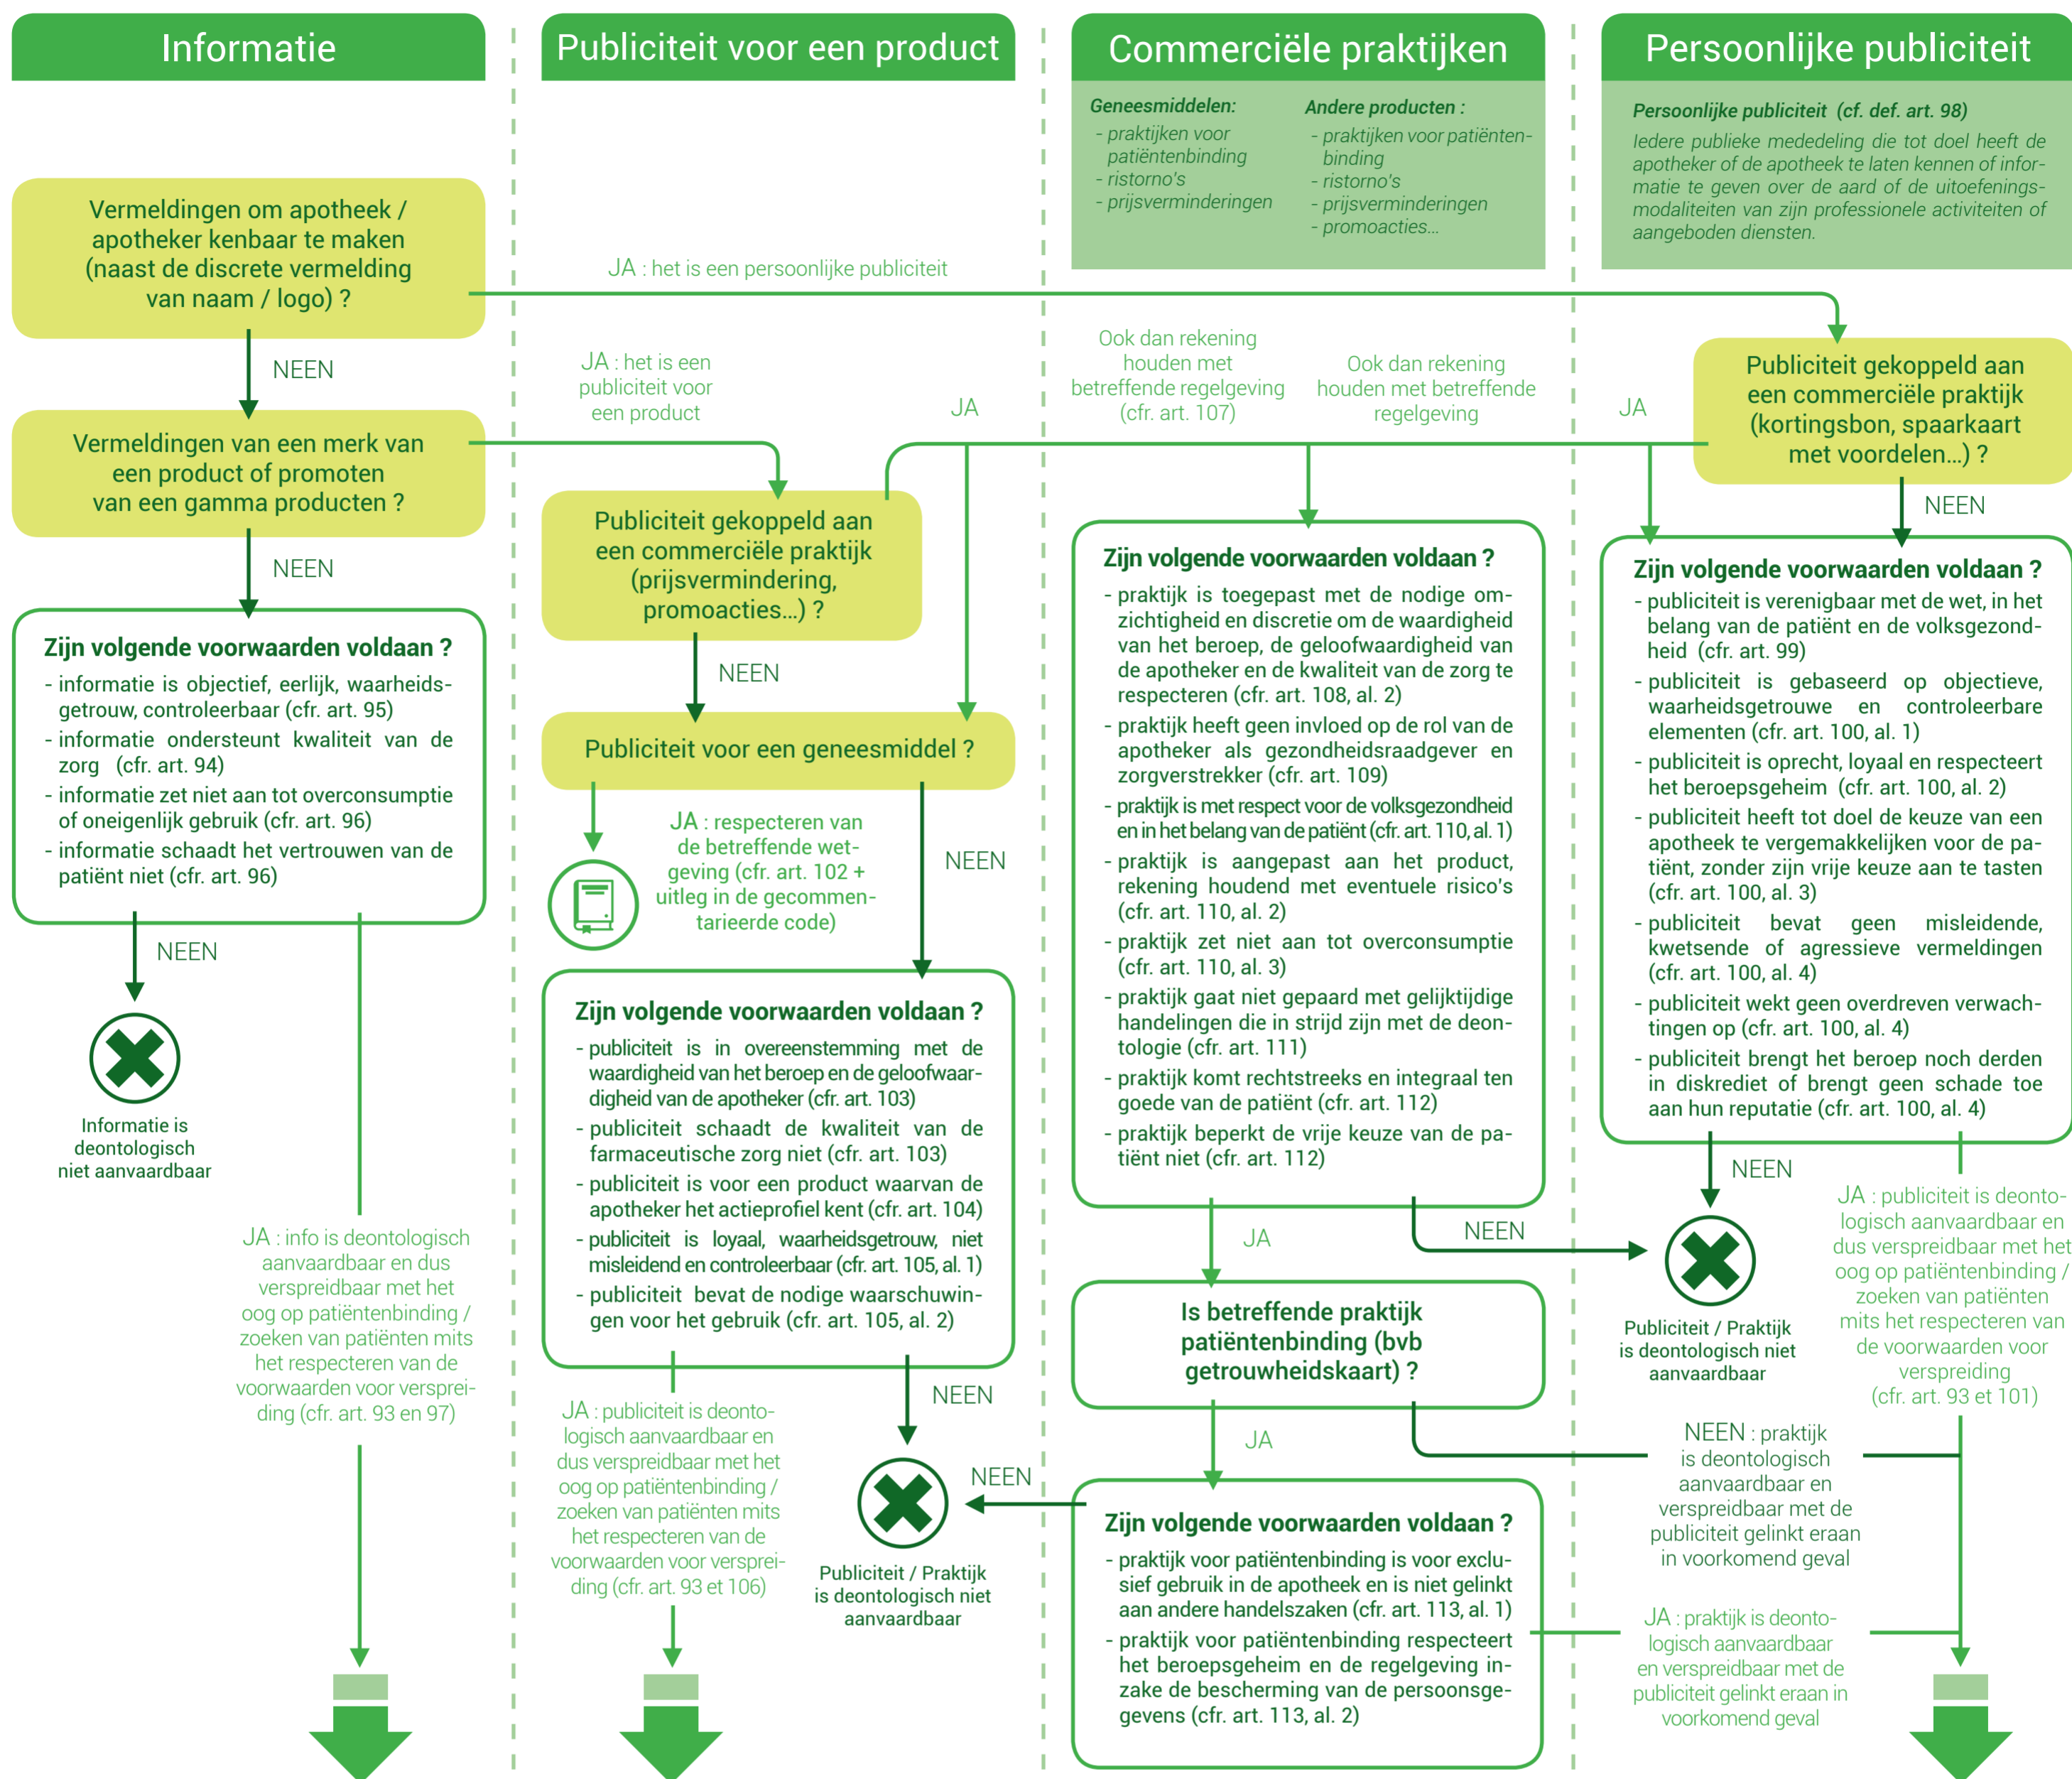 Informatie
Vermeldingen om apotheek /
apotheker kenbaar te maken
(naast de discrete vermelding
van naam / logo) ?
NEEN
Vermeldingen van een merk van
een product of promoten
van een gamma producten ?
NEEN
Zijn volgende voorwaarden voldaan ?
- informatie is objectief, eerlijk, waarheids-
getrouw, controleerbaar (cfr. art. 95)
- informatie ondersteunt kwaliteit van de
zorg (cfr. art. 94)
- informatie zet niet aan tot overconsumptie
of oneigenlijk gebruik (cfr. art. 96)
- informatie schaadt het vertrouwen van de
patiënt niet (cfr. art. 96)
NEEN
Informatie is
deontologisch
niet aanvaardbaar
JA : info is deontologisch
aanvaardbaar en dus
verspreidbaar met het
oog op patiëntenbinding /
zoeken van patiënten mits
het respecteren van de
voorwaarden voor versprei-
ding (cfr. art. 93 en 97)
Publiciteit voor een product
JA : het is een persoonlijke publiciteit
JA : het is een
publiciteit voor
een product
JA
Publiciteit gekoppeld aan
een commerciële praktijk
(prijsvermindering,
promoacties...) ?
NEEN
Publiciteit voor een geneesmiddel ?
JA : respecteren van
de betreffende wet-
geving (cfr. art. 102 +
uitleg in de gecommen-
tarieerde code)
NEEN
Zijn volgende voorwaarden voldaan ?
- publiciteit is in overeenstemming met de
waardigheid van het beroep en de geloofwaar-
digheid van de apotheker (cfr. art. 103)
- publiciteit schaadt de kwaliteit van de
farmaceutische zorg niet (cfr. art. 103)
- publiciteit is voor een product waarvan de
apotheker het actieprofiel kent (cfr. art. 104)
- publiciteit is loyaal, waarheidsgetrouw, niet
misleidend en controleerbaar (cfr. art. 105, al. 1)
- publiciteit bevat de nodige waarschuwin-
gen voor het gebruik (cfr. art. 105, al. 2)
JA : publiciteit is deonto-
logisch aanvaardbaar en
dus verspreidbaar met het
oog op patiëntenbinding /
zoeken van patiënten mits
het respecteren van de
voorwaarden voor versprei-
ding (cfr. art. 93 et 106)
NEEN
NEEN
Publiciteit / Praktijk
is deontologisch niet
aanvaardbaar
Commerciële praktijken
Geneesmiddelen:
- praktijken voor
patiëntenbinding
- ristorno's
- prijsverminderingen
Andere producten :
- praktijken voor patiënten-
binding
- ristorno's
- prijsverminderingen
- promoacties...
Ook dan rekening
houden met
betreffende regelgeving
(cfr. art. 107)
Ook dan rekening
houden met betreffende
regelgeving
Zijn volgende voorwaarden voldaan ?
- praktijk is toegepast met de nodige om-
zichtigheid en discretie om de waardigheid
van het beroep, de geloofwaardigheid van
de apotheker en de kwaliteit van de zorg te
respecteren (cfr. art. 108, al. 2)
- praktijk heeft geen invloed op de rol van de
apotheker als gezondheidsraadgever en
zorgverstrekker (cfr. art. 109)
- praktijk is met respect voor de volksgezondheid
en in het belang van de patiënt (cfr. art. 110, al. 1)
- praktijk is aangepast aan het product,
rekening houdend met eventuele risico's
(cfr. art. 110, al. 2)
- praktijk zet niet aan tot overconsumptie
(cfr. art. 110, al. 3)
- praktijk gaat niet gepaard met gelijktijdige
handelingen die in strijd zijn met de deon-
tologie (cfr. art. 111)
- praktijk komt rechtstreeks en integraal ten
goede van de patiënt (cfr. art. 112)
- praktijk beperkt de vrije keuze van de pa-
tiënt niet (cfr. art. 112)
JA
NEEN
Is betreffende praktijk
patiëntenbinding (bvb
getrouwheidskaart) ?
JA
Zijn volgende voorwaarden voldaan ?
- praktijk voor patiëntenbinding is voor exclu-
sief gebruik in de apotheek en is niet gelinkt
aan andere handelszaken (cfr. art. 113, al. 1)
- praktijk voor patiëntenbinding respecteert
het beroepsgeheim en de regelgeving in-
zake de bescherming van de persoonsge-
gevens (cfr. art. 113, al. 2)
Persoonlijke publiciteit
Persoonlijke publiciteit (cf. def. art. 98)
Iedere publieke mededeling die tot doel heeft de
apotheker of de apotheek te laten kennen of infor-
matie te geven over de aard of de uitoefenings-
modaliteiten van zijn professionele activiteiten of
aangeboden diensten.
Publiciteit gekoppeld aan
een commerciële praktijk
(kortingsbon, spaarkaart
met voordelen...) ?
JA
NEEN
Zijn volgende voorwaarden voldaan ?
- publiciteit is verenigbaar met de wet, in het
belang van de patiënt en de volksgezond-
heid (cfr. art. 99)
- publiciteit is gebaseerd op objectieve,
waarheidsgetrouwe en controleerbare
elementen (cfr. art. 100, al. 1)
- publiciteit is oprecht, loyaal en respecteert
het beroepsgeheim (cfr. art. 100, al. 2)
- publiciteit heeft tot doel de keuze van een
apotheek te vergemakkelijken voor de pa-
tiënt, zonder zijn vrije keuze aan te tasten
(cfr. art. 100, al. 3)
- publiciteit bevat geen misleidende,
kwetsende of agressieve vermeldingen
(cfr. art. 100, al. 4)
- publiciteit wekt geen overdreven verwach-
tingen op (cfr. art. 100, al. 4)
- publiciteit brengt het beroep noch derden
in diskrediet of brengt geen schade toe
aan hun reputatie (cfr. art. 100, al. 4)
NEEN
Publiciteit / Praktijk
is deontologisch niet
aanvaardbaar
JA : publiciteit is deonto-
logisch aanvaardbaar en
dus verspreidbaar met het
oog op patiëntenbinding /
zoeken van patiënten
mits het respecteren van
de voorwaarden voor
verspreiding
(cfr. art. 93 et 101)
NEEN : praktijk
is deontologisch
aanvaardbaar en
verspreidbaar met de
publiciteit gelinkt eraan
in voorkomend geval
JA : praktijk is deonto-
logisch aanvaardbaar
en verspreidbaar met de
publiciteit gelinkt eraan in
voorkomend geval